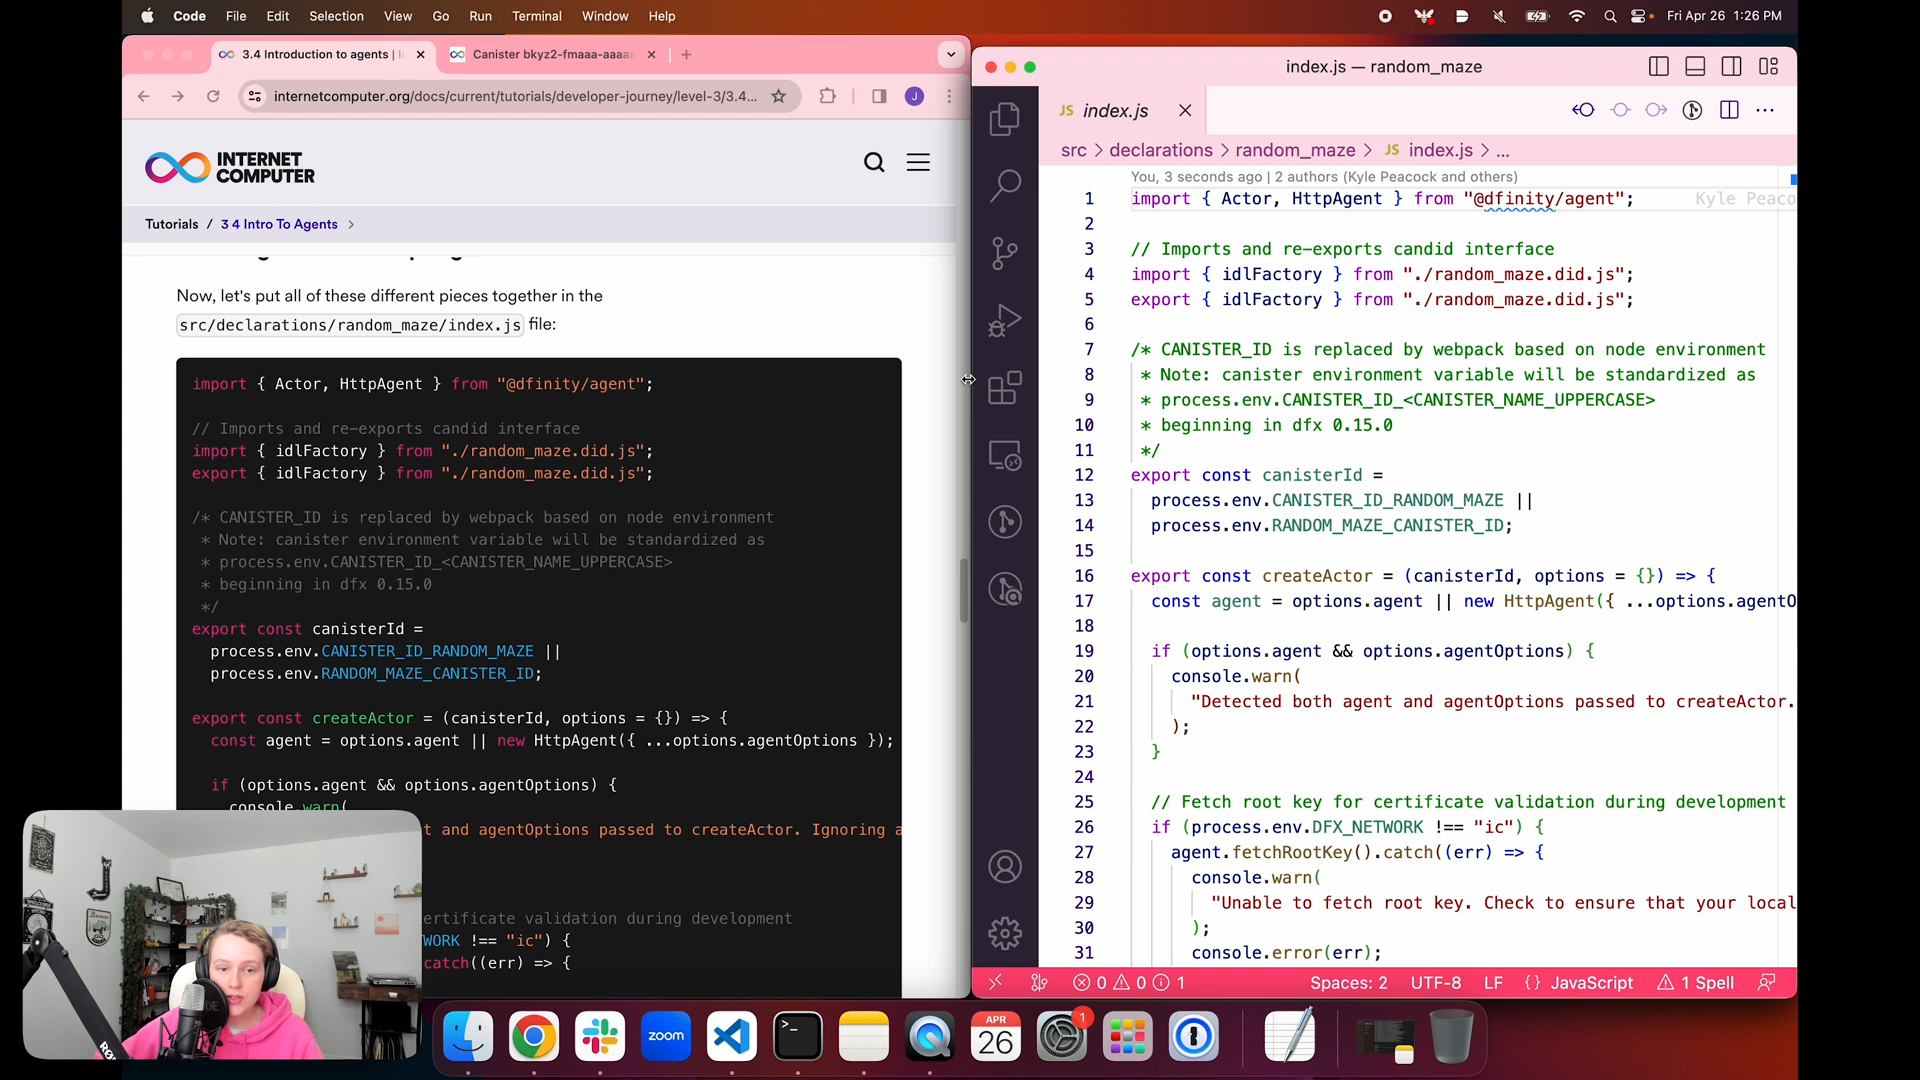 Code File Edit Selection View Go Run Terminal Window Help
Fri Apr 26 1:26 PM
3.4 Introduction to agents |
Canister bkyz2-fmaaa-aaaaa
internetcomputer.org/docs/current/tutorials/developer-journey/level-3/3.4...
J
INTERNET
COMPUTER
Tutorials / 3 4 Intro To Agents >
Now, let's put all of these different pieces together in the
src/declarations/random_maze/index.js file:
import { Actor, HttpAgent } from "@dfinity/agent";
// Imports and re-exports candid interface
import { idlFactory } from "./random_maze.did.js";
export { idlFactory } from "./random_maze.did.js";
/* CANISTER_ID is replaced by webpack based on node environment
* Note: canister environment variable will be standardized as
* process.env.CANISTER_ID_<CANISTER_NAME_UPPERCASE>
* beginning in dfx 0.15.0
*/
export const canisterId =
process.env.CANISTER_ID_RANDOM_MAZE ||
process.env.RANDOM_MAZE_CANISTER_ID;
export const createActor = (canisterId, options = {}) => {
const agent = options.agent || new HttpAgent({ ...options.agentOptions });
if (options.agent && options.agentOptions) {
console.warn(
t and agentOptions passed to createActor. Ignoring a
ertificate validation during development
WORK !== "ic") {
catch((err) => {
index.js — random_maze
JS index.js
src > declarations > random_maze > JS index.js > ...
You, 3 seconds ago | 2 authors (Kyle Peacock and others)
1 import { Actor, HttpAgent } from "@dfinity/agent"; Kyle Peaco
2
3 // Imports and re-exports candid interface
4 import { idlFactory } from "./random_maze.did.js";
5 export { idlFactory } from "./random_maze.did.js";
6
7 /* CANISTER_ID is replaced by webpack based on node environment
8 * Note: canister environment variable will be standardized as
9 * process.env.CANISTER_ID_<CANISTER_NAME_UPPERCASE>
10 * beginning in dfx 0.15.0
11 */
12 export const canisterId =
13 process.env.CANISTER_ID_RANDOM_MAZE ||
14 process.env.RANDOM_MAZE_CANISTER_ID;
15
16 export const createActor = (canisterId, options = {}) => {
17 const agent = options.agent || new HttpAgent({ ...options.agentO
18
19 if (options.agent && options.agentOptions) {
20 console.warn(
21 "Detected both agent and agentOptions passed to createActor.
22 );
23 }
24
25 // Fetch root key for certificate validation during development
26 if (process.env.DFX_NETWORK !== "ic") {
27 agent.fetchRootKey().catch((err) => {
28 console.warn(
29 "Unable to fetch root key. Check to ensure that your local
30 );
31 console.error(err);
0 0 1
Spaces: 2 UTF-8 LF {} JavaScript 1 Spell
zoom
APR
26
1